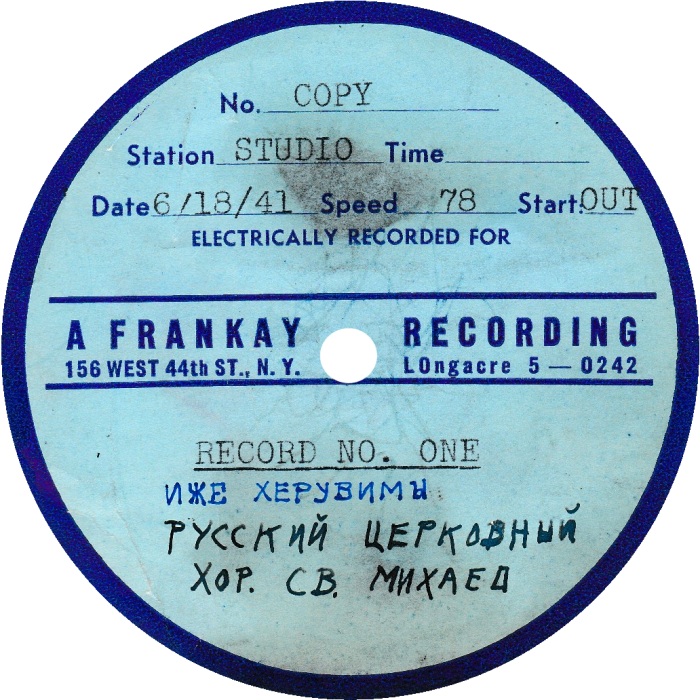 No. COPY
Station STUDIO Time
Date 6/18/41 Speed 78 Start OUT
ELECTRICALLY RECORDED FOR
A FRANKAY RECORDING
156 WEST 44th ST., N. Y. LOngacre 5 — 0242
RECORD NO. ONE
ИЖЕ ХЕРУВИМЫ
РУССКИЙ ЦЕРКОВНЫЙ
ХОР. СВ. МИХАЕЛ